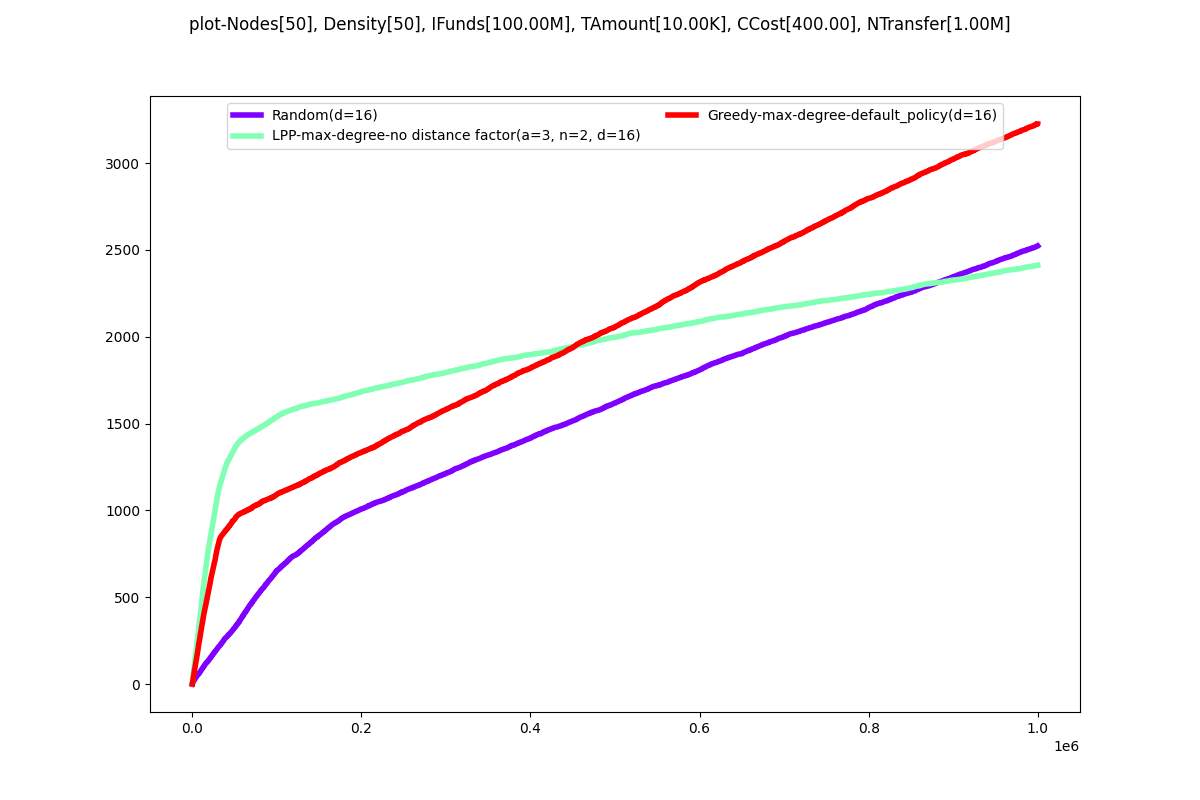 plot-Nodes[50], Density[50], IFunds[100.00M], TAmount[10.00K], CCost[400.00], NTransfer[1.00M]
Random(d=16)
LPP-max-degree-no distance factor(a=3, n=2, d=16)
Greedy-max-degree-default_policy(d=16)
3000
2500
2000
1500
1000
500
0
0.0 0.2 0.4 0.6 0.8 1.0
1e6